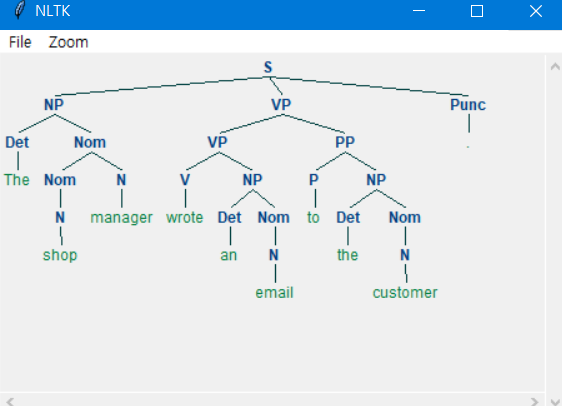 NLTK
File Zoom
S
NP VP Punc
Det Nom VP PP .
The Nom N V NP P NP
N manager wrote Det Nom to Det Nom
shop an N the N
email customer